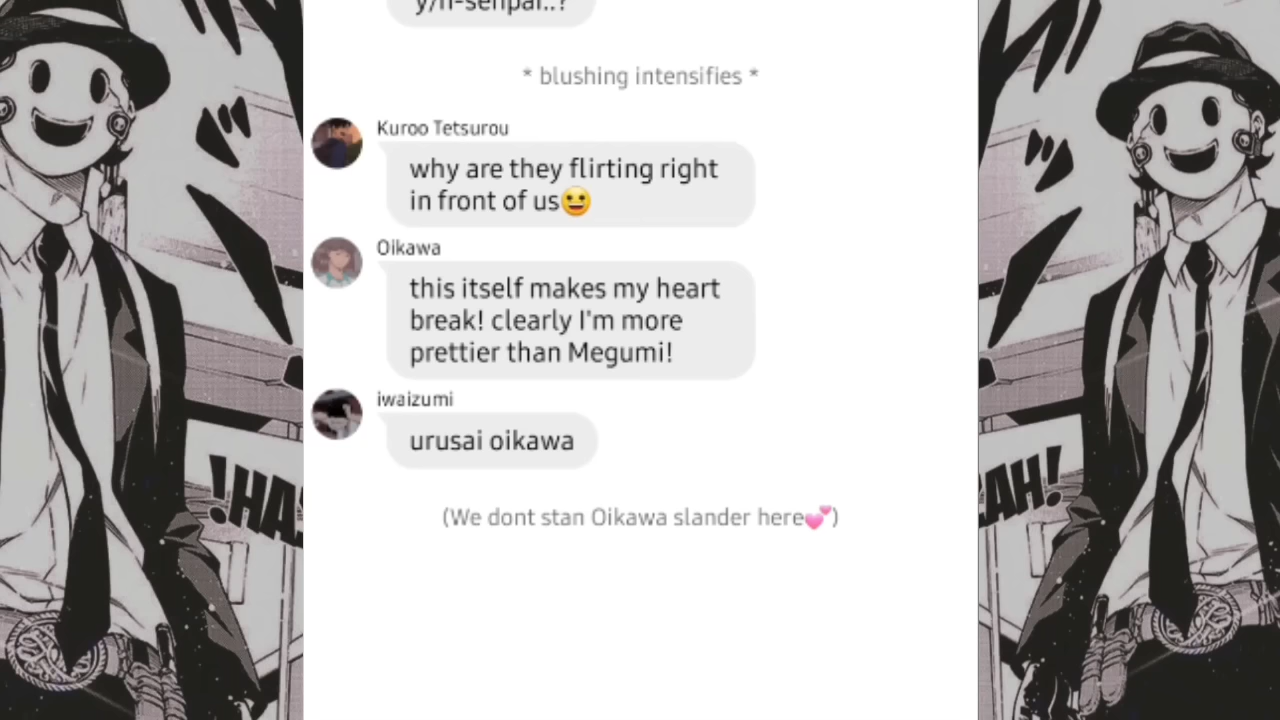 y/n-senpai..?
* blushing intensifies *
Kuroo Tetsurou
why are they flirting right
in front of us😀
Oikawa
this itself makes my heart
break! clearly I'm more
prettier than Megumi!
iwaizumi
urusai oikawa
(We dont stan Oikawa slander here💕)
!HA
AH!